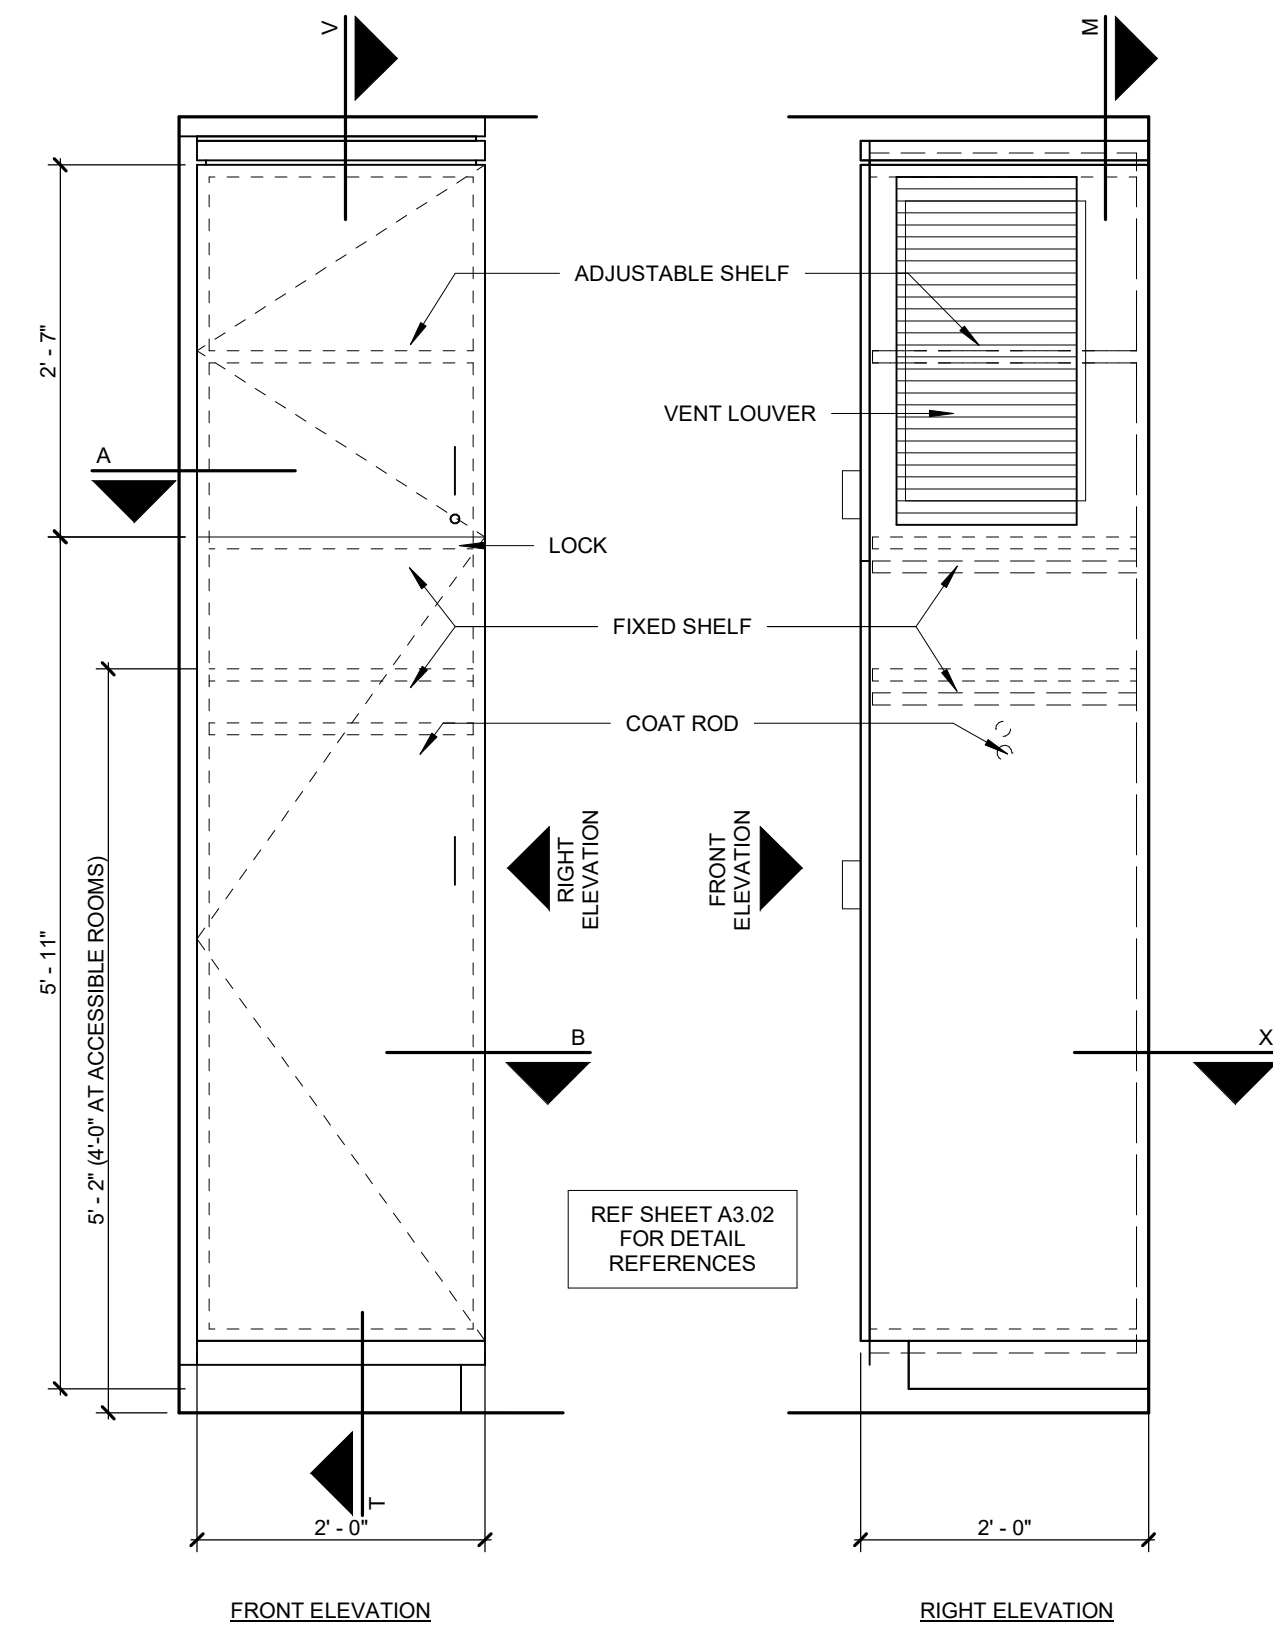 V
M
ADJUSTABLE SHELF
2' - 7"
VENT LOUVER
A
LOCK
FIXED SHELF
COAT ROD
RIGHT
ELEVATION
FRONT
ELEVATION
5' - 11"
5' - 2" (4'-0" AT ACCESSIBLE ROOMS)
B
X
REF SHEET A3.02
FOR DETAIL
REFERENCES
T
2' - 0"
2' - 0"
FRONT ELEVATION
RIGHT ELEVATION